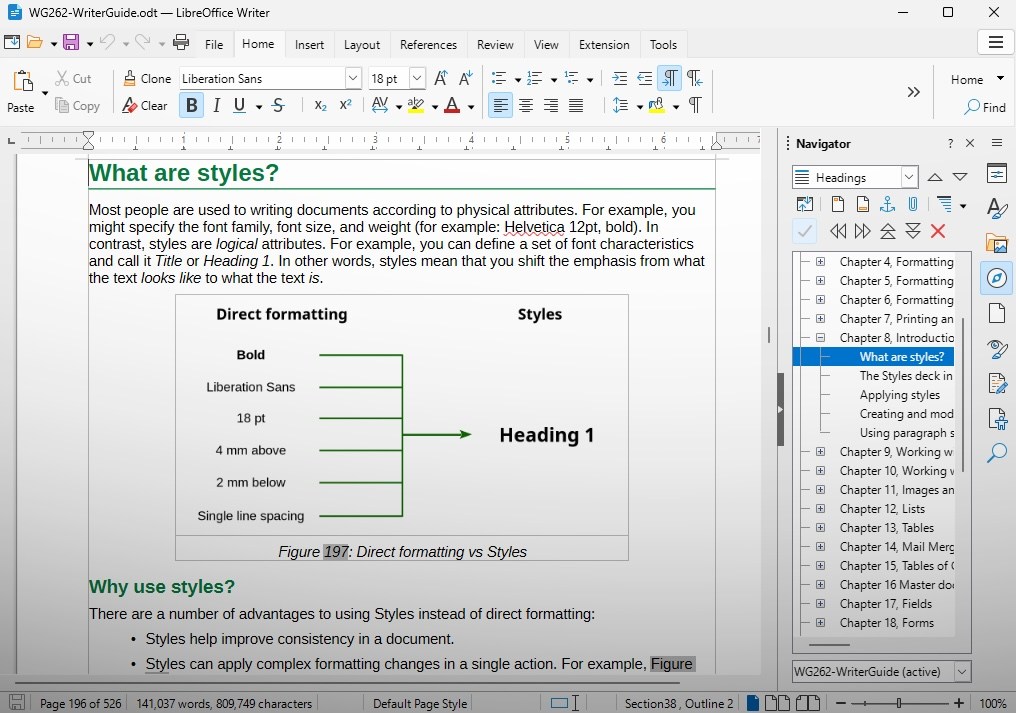 WG262-WriterGuide.odt — LibreOffice Writer
File Home Insert Layout References Review View Extension Tools
Paste Cut Copy Clone Clear Liberation Sans 18 pt Home Find
1 2 3 4 5 6 7
What are styles?
Most people are used to writing documents according to physical attributes. For example, you
might specify the font family, font size, and weight (for example: Helvetica 12pt, bold). In
contrast, styles are logical attributes. For example, you can define a set of font characteristics
and call it Title or Heading 1. In other words, styles mean that you shift the emphasis from what
the text looks like to what the text is.
Direct formatting Styles
Bold
Liberation Sans
18 pt
4 mm above
2 mm below
Single line spacing
Heading 1
Figure 197: Direct formatting vs Styles
Why use styles?
There are a number of advantages to using Styles instead of direct formatting:
• Styles help improve consistency in a document.
• Styles can apply complex formatting changes in a single action. For example, Figure
Navigator
Headings
Chapter 4, Formatting
Chapter 5, Formatting
Chapter 6, Formatting
Chapter 7, Printing an
Chapter 8, Introductio
What are styles?
The Styles deck in
Applying styles
Creating and mod
Using paragraph s
Chapter 9, Working w
Chapter 10, Working w
Chapter 11, Images an
Chapter 12, Lists
Chapter 13, Tables
Chapter 14, Mail Merg
Chapter 15, Tables of C
Chapter 16 Master doc
Chapter 17, Fields
Chapter 18, Forms
WG262-WriterGuide (active)
Page 196 of 526 141,037 words, 809,749 characters Default Page Style Section38 , Outline 2 100%